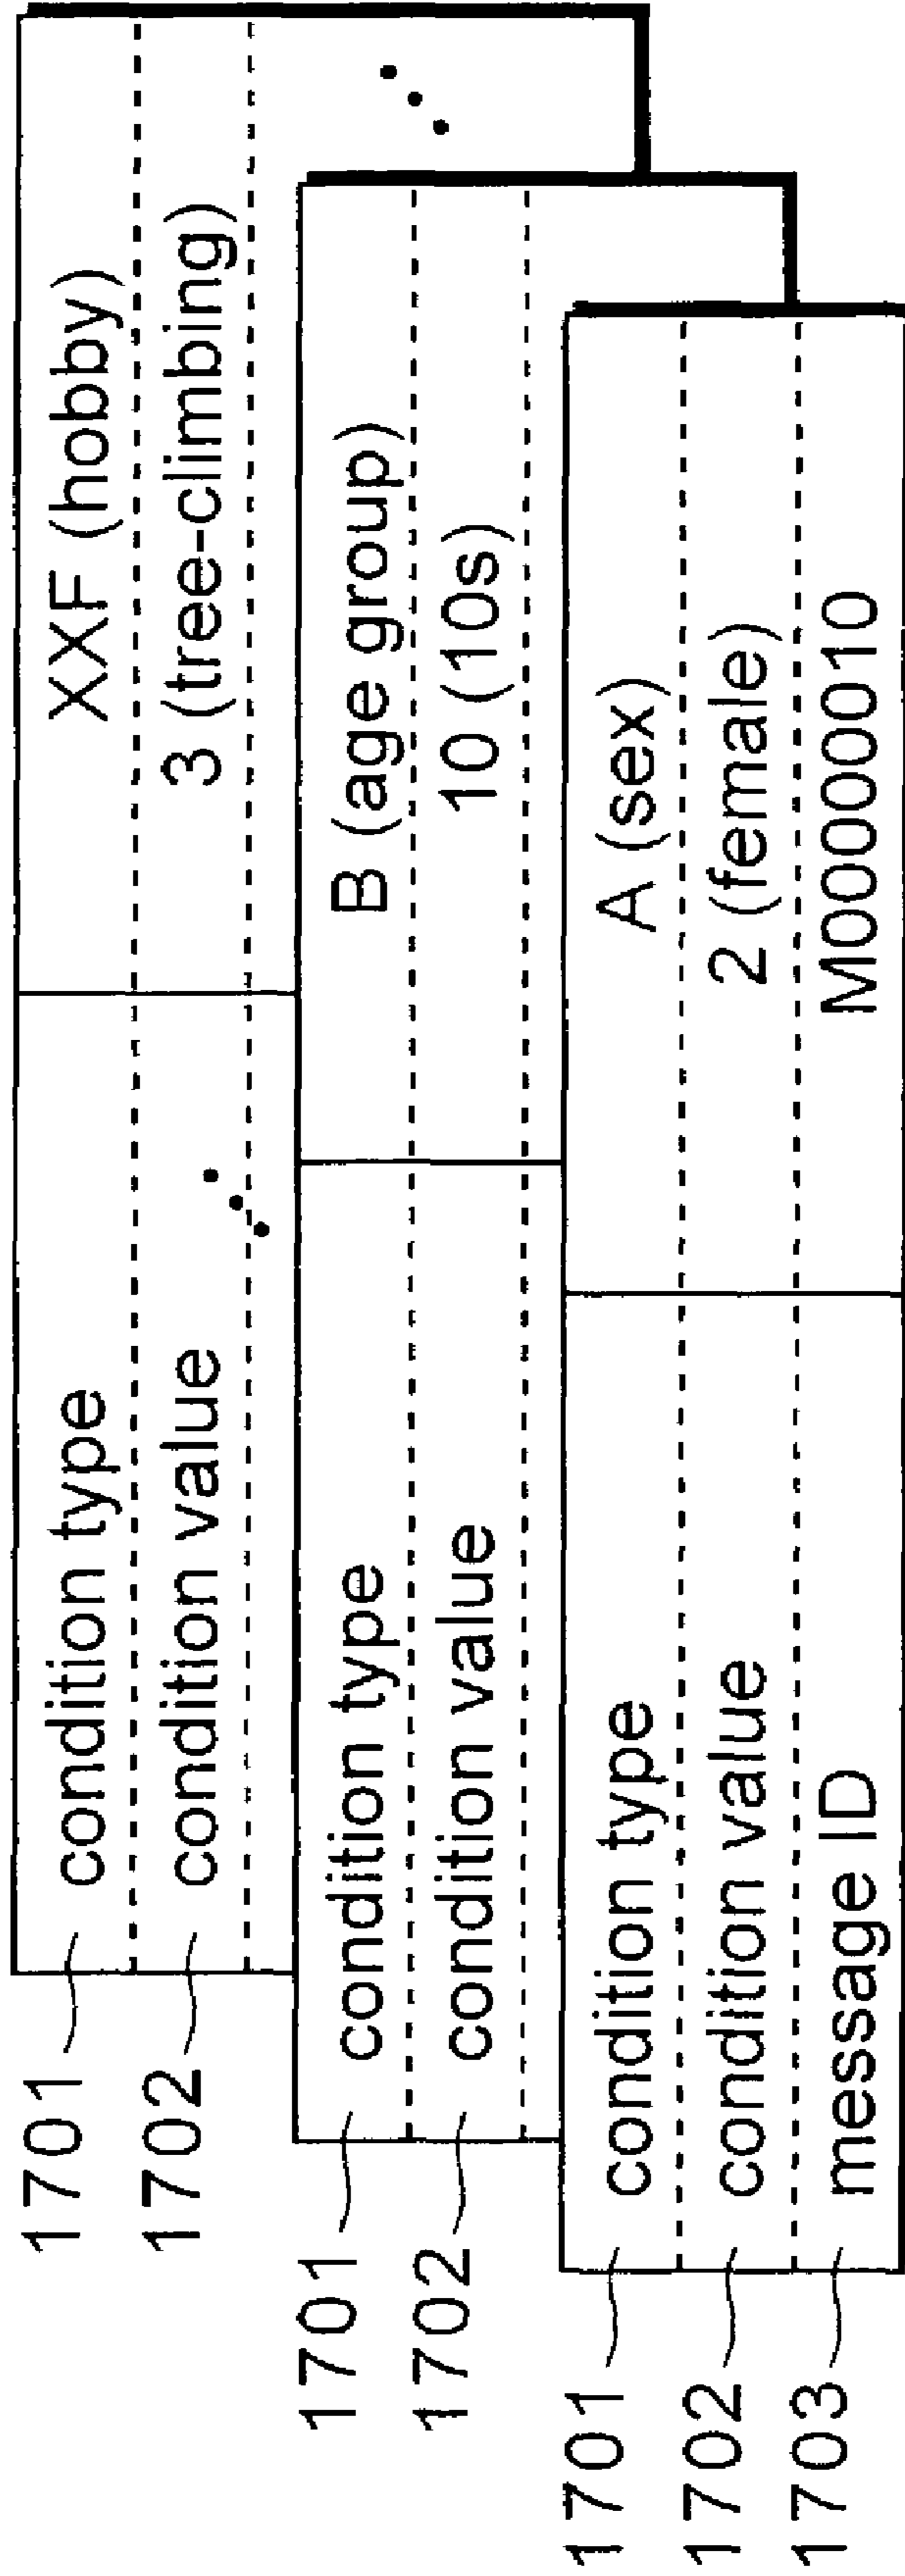 1701 condition type XXF (hobby)
1702 condition value 3 (tree-climbing)
1701 condition type B (age group)
1702 condition value 10 (10s)
1701 condition type A (sex)
1702 condition value 2 (female)
1703 message ID M0000010